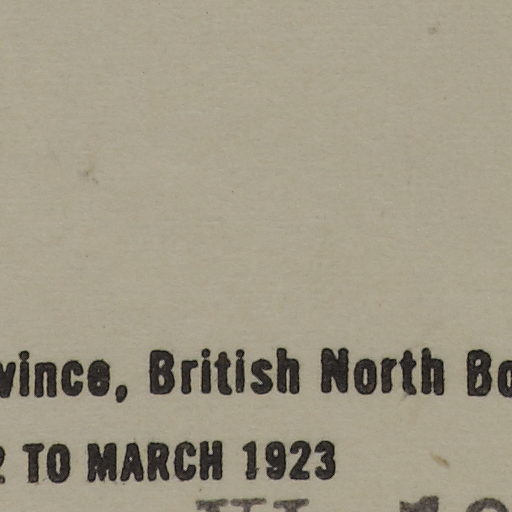 vince, British North Bo
2 TO MARCH 1923